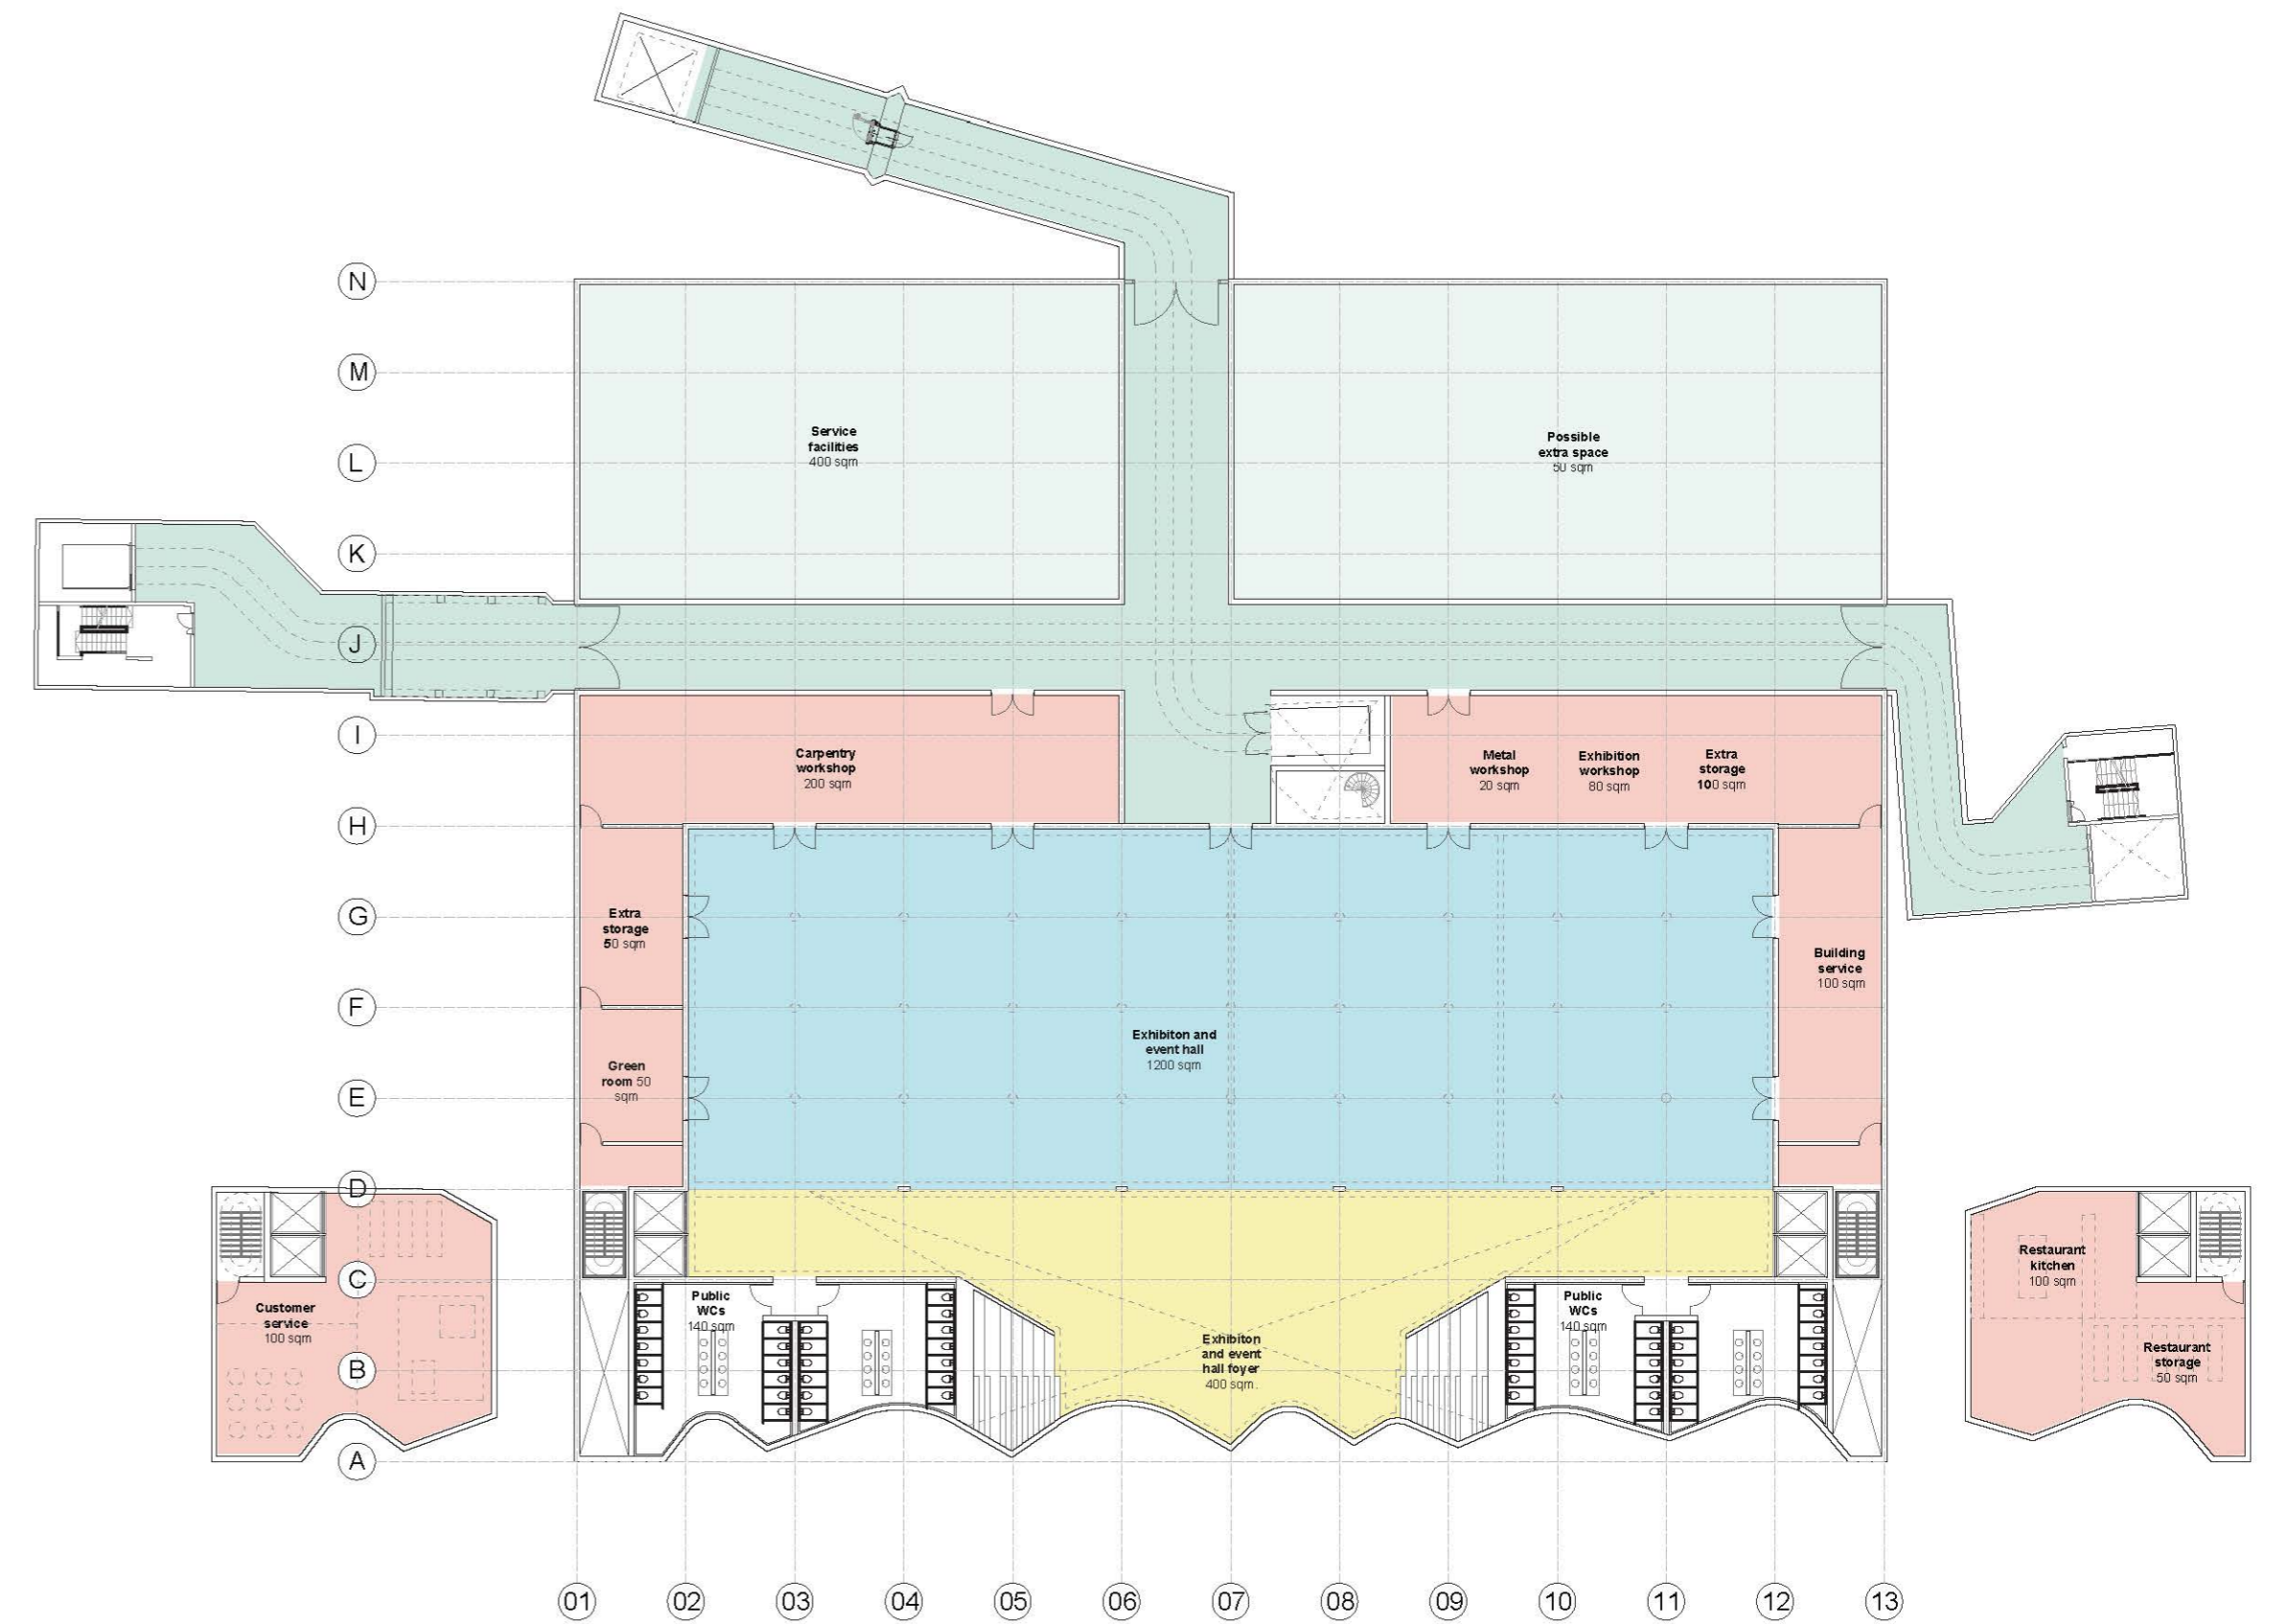 N
M
Service
facilities
400 sqm
Possible
extra space
50 sqm
L
K
J
I
Carpentry
workshop
200 sqm
Metal
workshop
20 sqm
Exhibition
workshop
80 sqm
Extra
storage
100 sqm
H
G
Extra
storage
50 sqm
Building
service
100 sqm
F
Exhibiton and
event hall
1200 sqm
Green
room 50
sqm
E
D
C
Customer
service
100 sqm
Public
WCs
140 sqm
Exhibiton
and event
hall foyer
400 sqm
Public
WCs
140 sqm
Restaurant
kitchen
100 sqm
Restaurant
storage
50 sqm
B
A
01 02 03 04 05 06 07 08 09 10 11 12 13